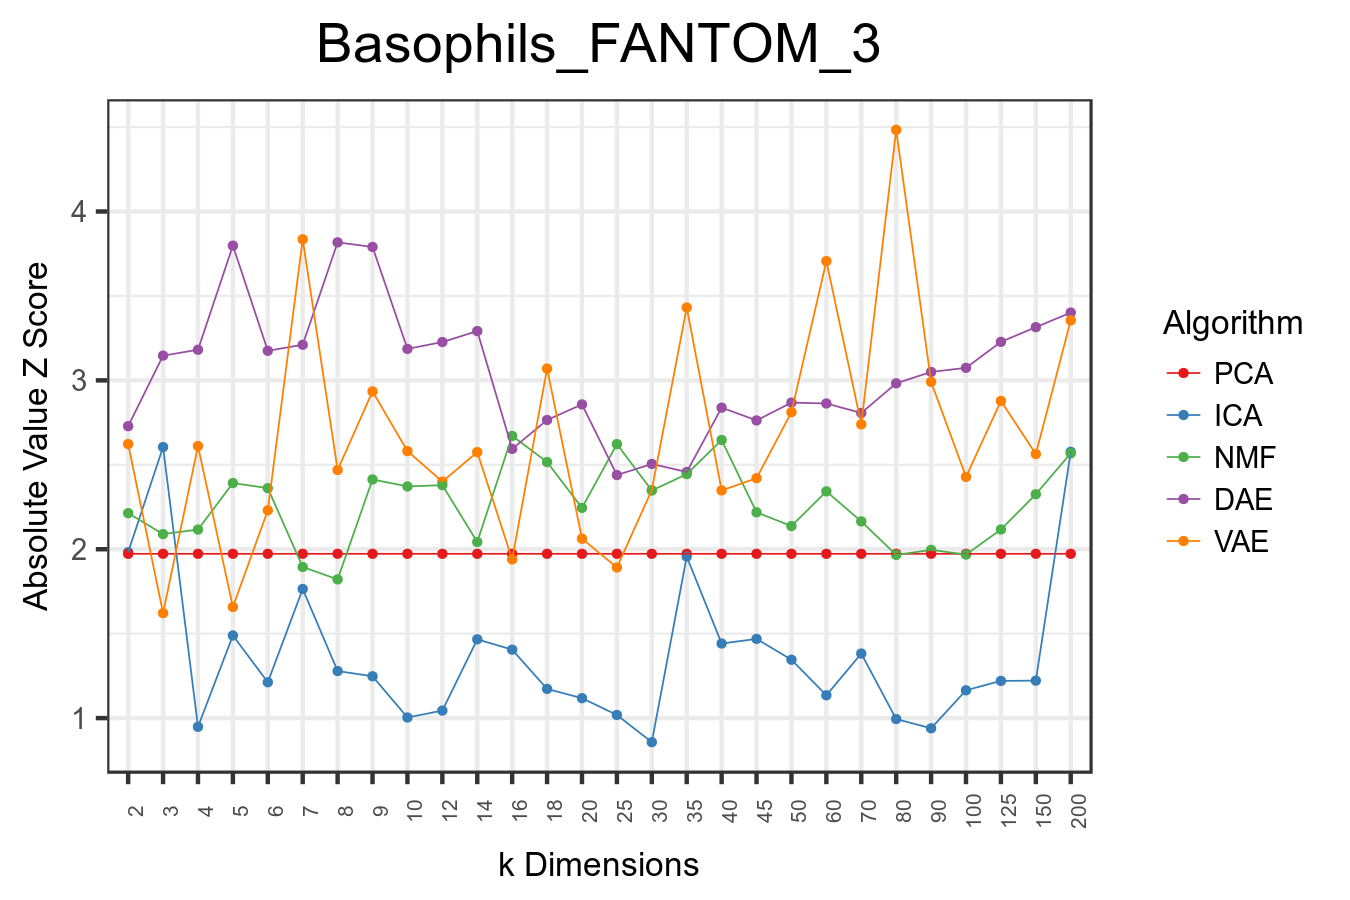 Basophils_FANTOM_3
Absolute Value Z Score
4
3
2
1
2 3 4 5 6 7 8 9 10 12 14 16 18 20 25 30 35 40 45 50 60 70 80 90 100 125 150 200
k Dimensions
Algorithm
PCA
ICA
NMF
DAE
VAE